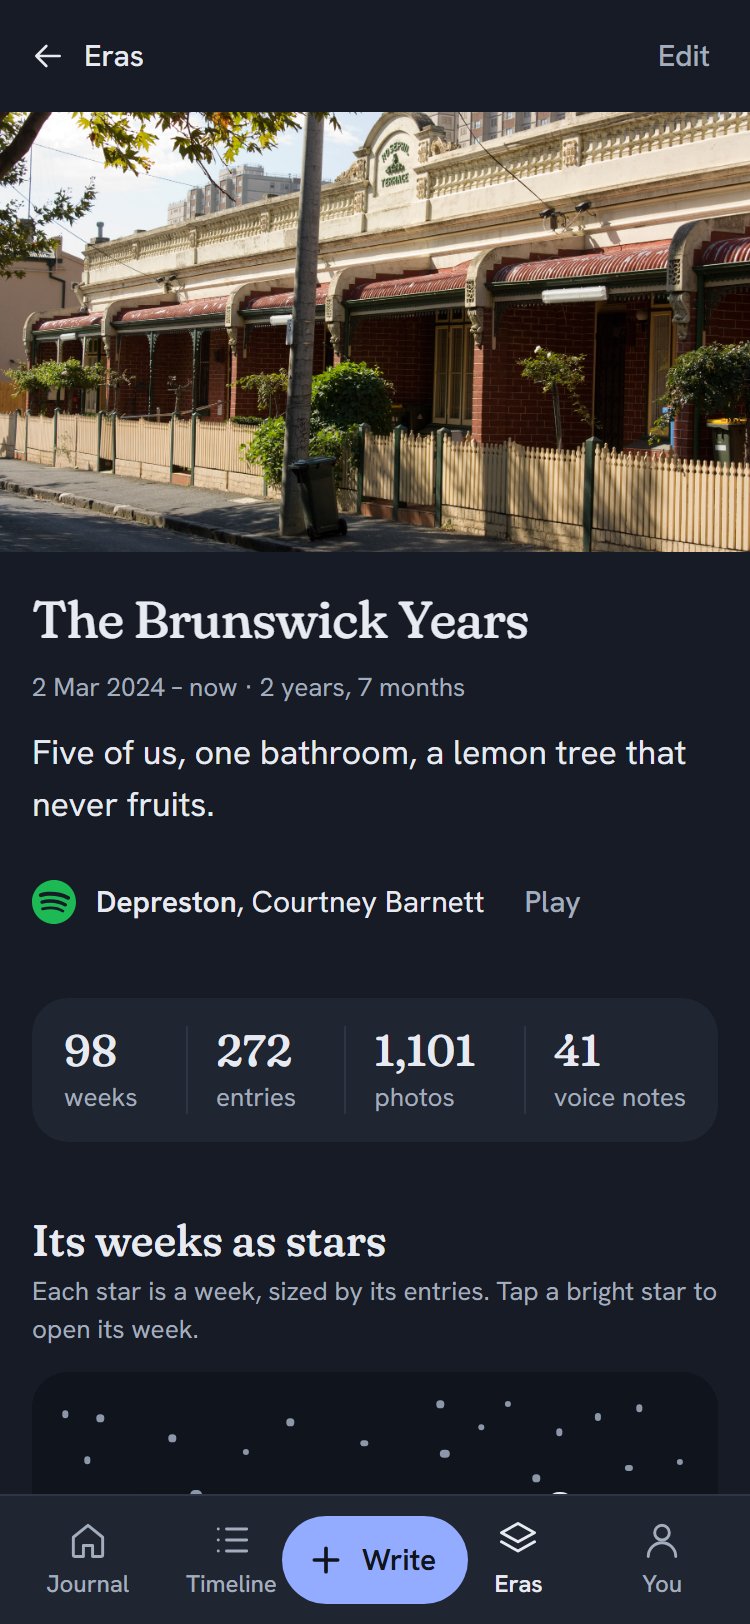 Eras
Edit
TERRACE
The Brunswick Years
2 Mar 2024 – now · 2 years, 7 months
Five of us, one bathroom, a lemon tree that
never fruits.
Depreston, Courtney Barnett
Play
98
weeks
272
entries
1,101
photos
41
voice notes
Its weeks as stars
Each star is a week, sized by its entries. Tap a bright star to
open its week.
Journal
Timeline
+ Write
Eras
You